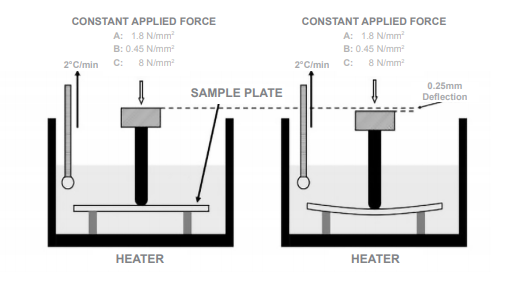 CONSTANT APPLIED FORCE
A: 1.8 N/mm²
B: 0.45 N/mm²
C: 8 N/mm²
2°C/min
SAMPLE PLATE
HEATER
CONSTANT APPLIED FORCE
A: 1.8 N/mm²
B: 0.45 N/mm²
C: 8 N/mm²
2°C/min
0.25mm
Deflection
HEATER